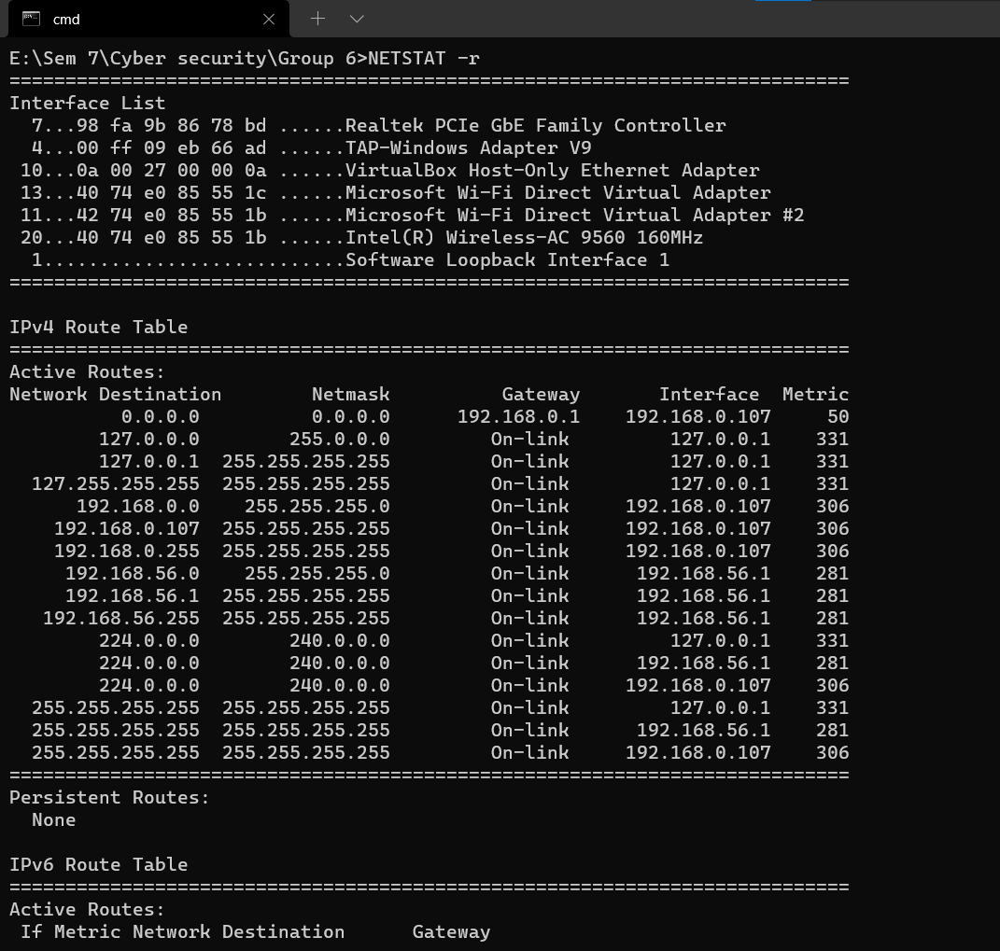 cmd
E:\Sem 7\Cyber security\Group 6>NETSTAT -r
===========================================================================
Interface List
  7...98 fa 9b 86 78 bd ......Realtek PCIe GbE Family Controller
  4...00 ff 09 eb 66 ad ......TAP-Windows Adapter V9
 10...0a 00 27 00 00 0a ......VirtualBox Host-Only Ethernet Adapter
 13...40 74 e0 85 55 1c ......Microsoft Wi-Fi Direct Virtual Adapter
 11...42 74 e0 85 55 1b ......Microsoft Wi-Fi Direct Virtual Adapter #2
 20...40 74 e0 85 55 1b ......Intel(R) Wireless-AC 9560 160MHz
  1...........................Software Loopback Interface 1
===========================================================================
IPv4 Route Table
===========================================================================
Active Routes:
Network Destination        Netmask          Gateway       Interface  Metric
          0.0.0.0          0.0.0.0      192.168.0.1    192.168.0.107     50
        127.0.0.0        255.0.0.0         On-link         127.0.0.1    331
        127.0.0.1  255.255.255.255         On-link         127.0.0.1    331
  127.255.255.255  255.255.255.255         On-link         127.0.0.1    331
      192.168.0.0    255.255.255.0         On-link     192.168.0.107    306
    192.168.0.107  255.255.255.255         On-link     192.168.0.107    306
    192.168.0.255  255.255.255.255         On-link     192.168.0.107    306
     192.168.56.0    255.255.255.0         On-link      192.168.56.1    281
     192.168.56.1  255.255.255.255         On-link      192.168.56.1    281
   192.168.56.255  255.255.255.255         On-link      192.168.56.1    281
        224.0.0.0        240.0.0.0         On-link         127.0.0.1    331
        224.0.0.0        240.0.0.0         On-link      192.168.56.1    281
        224.0.0.0        240.0.0.0         On-link     192.168.0.107    306
  255.255.255.255  255.255.255.255         On-link         127.0.0.1    331
  255.255.255.255  255.255.255.255         On-link      192.168.56.1    281
  255.255.255.255  255.255.255.255         On-link     192.168.0.107    306
===========================================================================
Persistent Routes:
  None
IPv6 Route Table
===========================================================================
Active Routes:
 If Metric Network Destination      Gateway